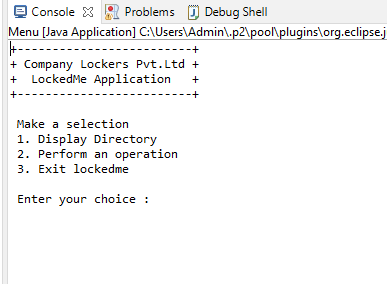 Console Problems Debug Shell
Menu [Java Application] C:\Users\Admin\.p2\pool\plugins\org.eclipse.j
+--------------------------+
+ Company Lockers Pvt.Ltd +
+ LockedMe Application +
+--------------------------+
Make a selection
1. Display Directory
2. Perform an operation
3. Exit lockedme
Enter your choice :